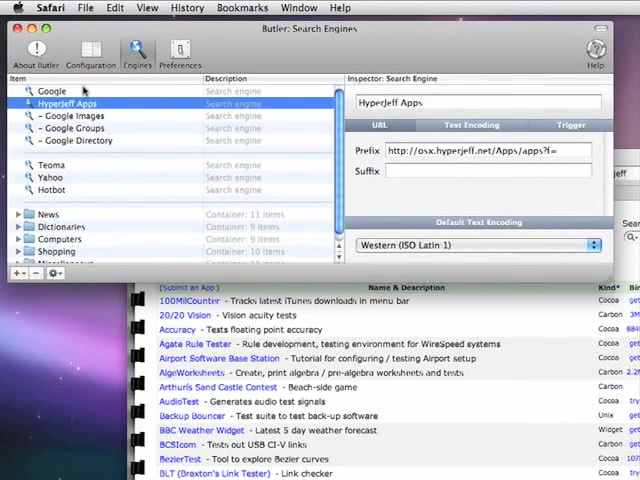 Safari File Edit View History Bookmarks Window Help
Butler: Search Engines
About Butler Configuration Engines Preferences Help
Item Description Inspector: Search Engine
Google Search engine
HyperJeff Apps Search engine HyperJeff Apps
- Google Images Search engine
URL Text Encoding Trigger
- Google Groups Search engine
- Google Directory Search engine
Prefix http://osx.hyperjeff.net/Apps/apps?f=
Teoma Search engine
Suffix
Yahoo Search engine
Hotbot Search engine
News Container: 11 items
Default Text Encoding
Dictionaries Container: 9 items
Computers Container: 9 items
Western (ISO Latin 1)
Shopping Container: 11 items
(Submit an App) Name & Description Kind*
100MilCounter - Tracks latest iTunes downloads in menu bar Cocoa
20/20 Vision - Vision acuity tests Carbon
Accuracy - Tests floating point accuracy Cocoa
Agate Rule Tester - Rule development, testing environment for WireSpeed systems Cocoa
Airport Software Base Station - Tutorial for configuring / testing Airport setup Carbon
AlgeWorksheets - Create, print algebra / pre-algebra worksheets Carbon
Arthur's Sand Castle Contest - Beach-side game Carbon
AudioTest - Generates audio test signals Cocoa
Backup Bouncer - Test suite to test back-up software Unix
BBC Weather Widget - Latest 5 day weather forecast Widget
BCSIcom - Tests out USB CI-V links Carbon
BezierTest - Tool to explore Bezier curves Cocoa
BLT (Braxton's Link Tester) - Link checker Carbon